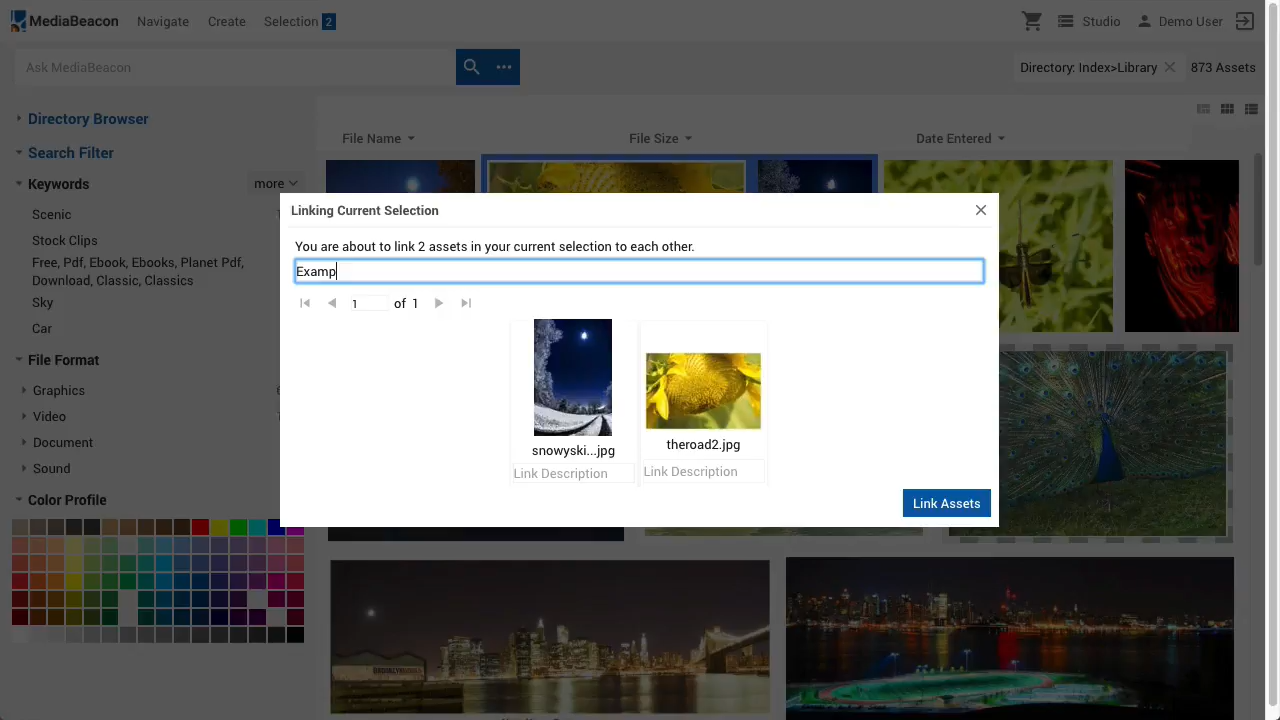 MediaBeacon Navigate Create Selection 2 Studio Demo User
Ask MediaBeacon Directory: Index>Library 873 Assets
Directory Browser
Search Filter
Keywords more
Scenic
Stock Clips
Free, Pdf, Ebook, Ebooks, Planet Pdf,
Download, Classic, Classics
Sky
Car
File Format
Graphics
Video
Document
Sound
Color Profile
File Name File Size Date Entered
Linking Current Selection
You are about to link 2 assets in your current selection to each other.
Examp
1 of 1
snowyski...jpg theroad2.jpg
Link Description Link Description
Link Assets